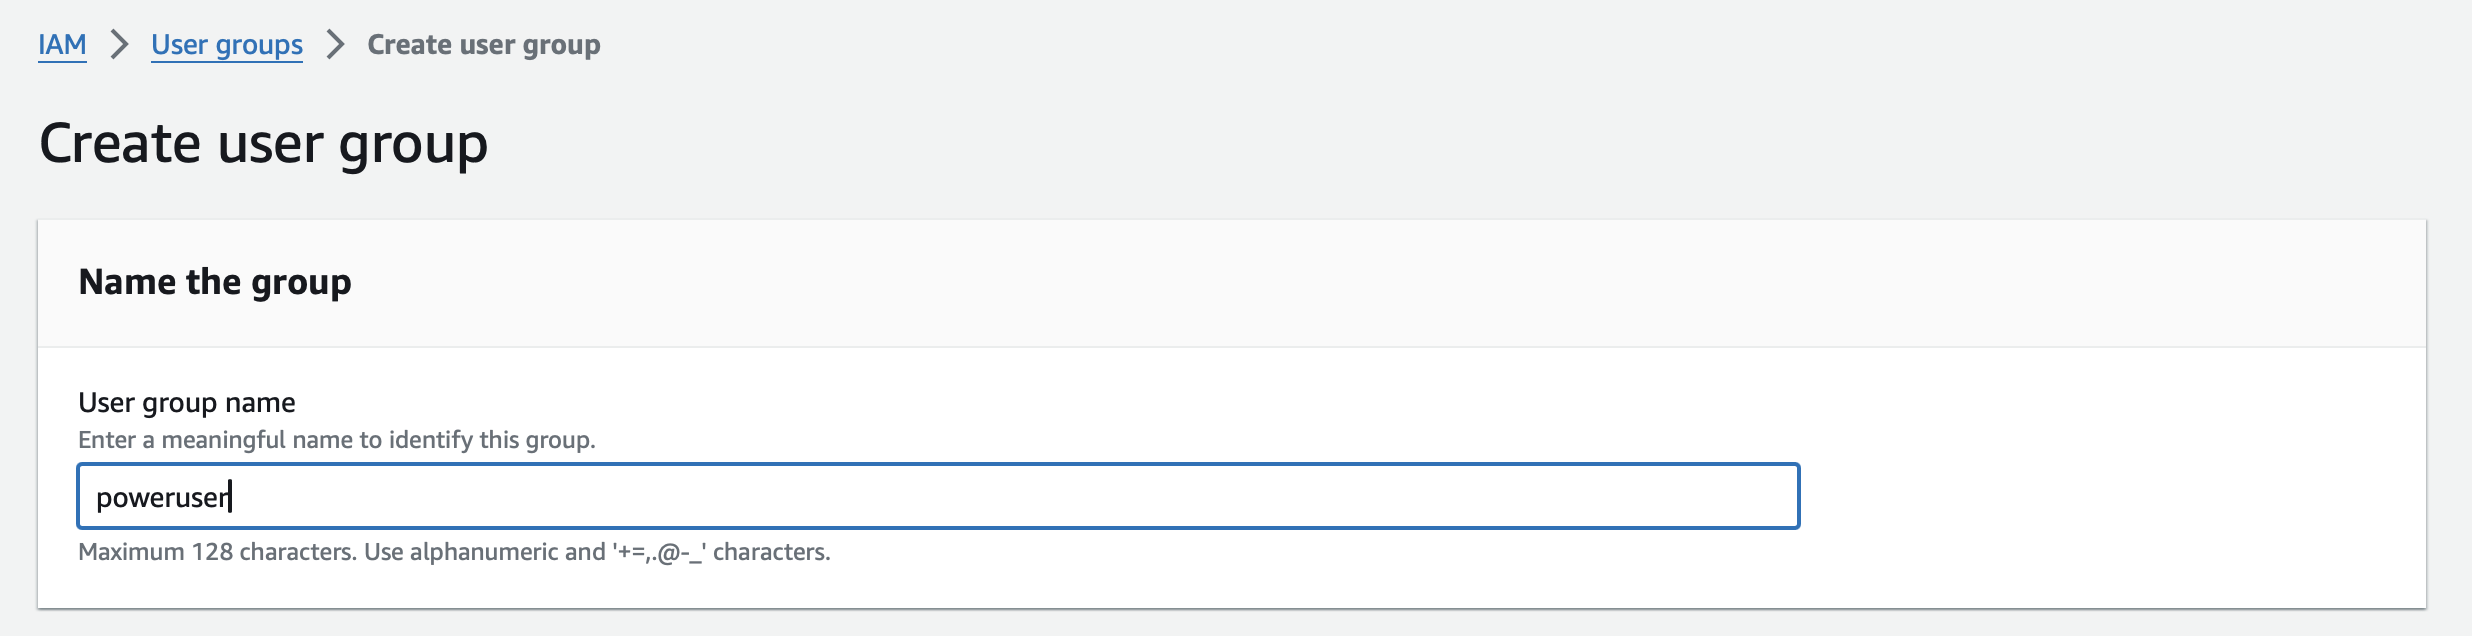 IAM > User groups > Create user group
Create user group
Name the group
User group name
Enter a meaningful name to identify this group.
poweruser
Maximum 128 characters. Use alphanumeric and '+=,.@-_' characters.